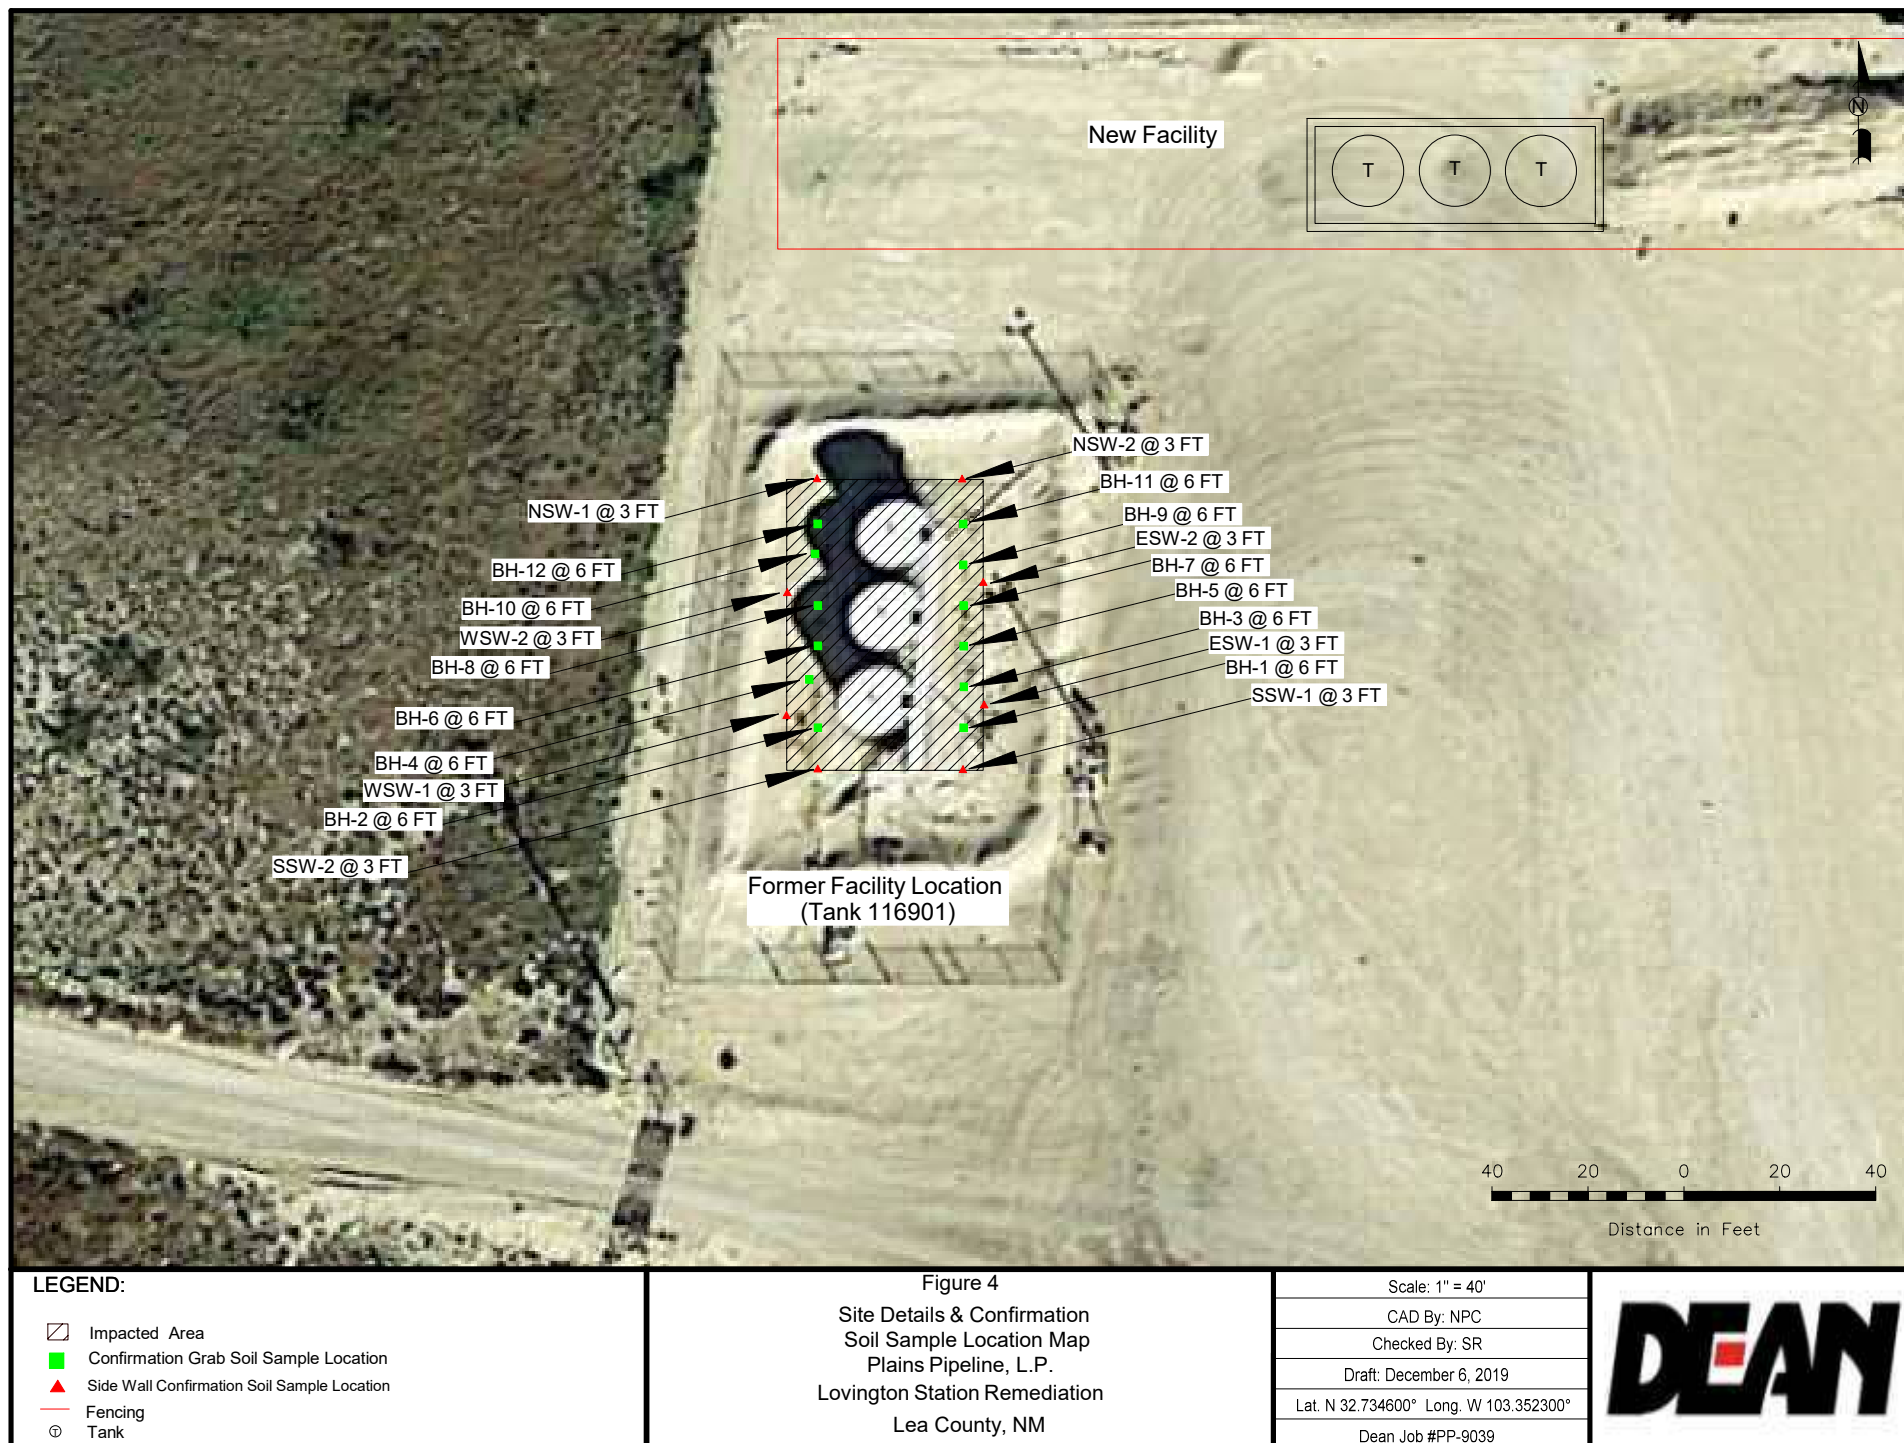 New Facility
T T T
N
NSW-2 @ 3 FT
BH-11 @ 6 FT
NSW-1 @ 3 FT
BH-9 @ 6 FT
ESW-2 @ 3 FT
BH-7 @ 6 FT
BH-12 @ 6 FT
BH-5 @ 6 FT
BH-10 @ 6 FT
BH-3 @ 6 FT
WSW-2 @ 3 FT
ESW-1 @ 3 FT
BH-8 @ 6 FT
BH-1 @ 6 FT
SSW-1 @ 3 FT
BH-6 @ 6 FT
BH-4 @ 6 FT
WSW-1 @ 3 FT
BH-2 @ 6 FT
SSW-2 @ 3 FT
Former Facility Location
(Tank 116901)
40 20 0 20 40
Distance in Feet
LEGEND:
Impacted Area
Confirmation Grab Soil Sample Location
Side Wall Confirmation Soil Sample Location
Fencing
T Tank
Figure 4
Site Details & Confirmation
Soil Sample Location Map
Plains Pipeline, L.P.
Lovington Station Remediation
Lea County, NM
Scale: 1" = 40'
CAD By: NPC
Checked By: SR
Draft: December 6, 2019
Lat. N 32.734600° Long. W 103.352300°
Dean Job #PP-9039
DEAN